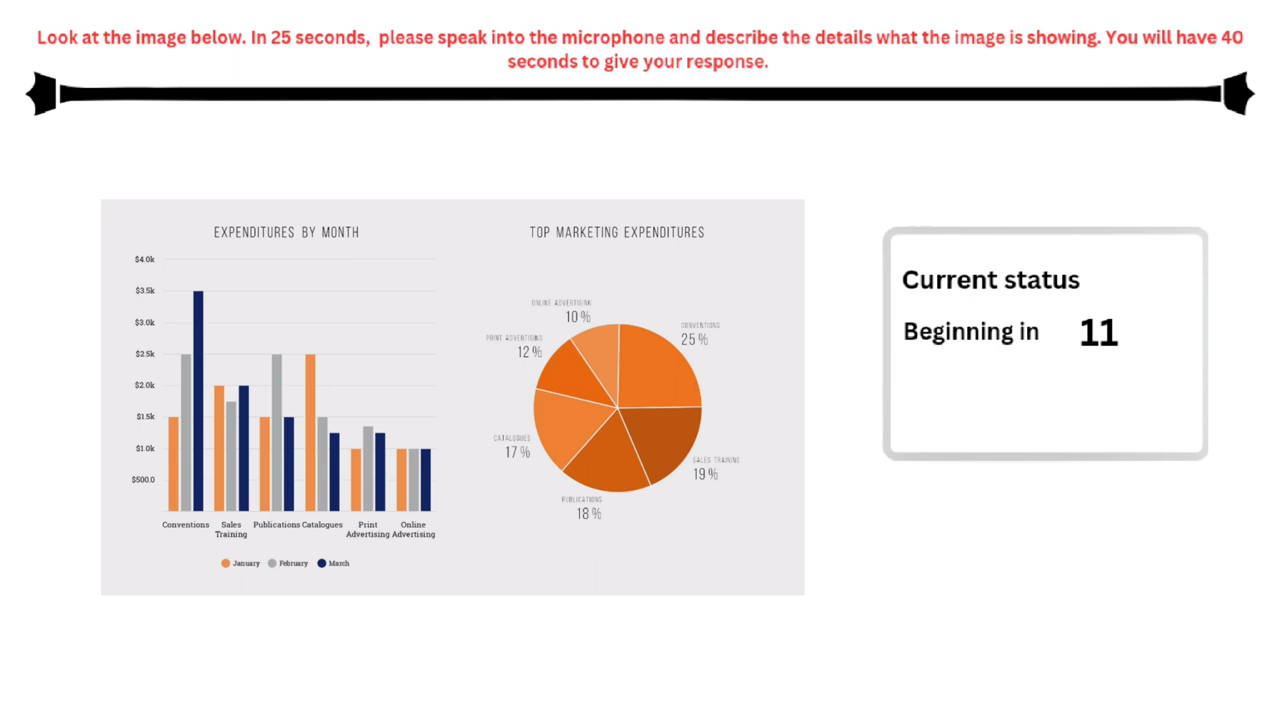 Look at the image below. In 25 seconds, please speak into the microphone and describe the details what the image is showing. You will have 40
seconds to give your response.
EXPENDITURES BY MONTH
$4.0k
$3.5k
$3.0k
$2.5k
$2.0k
$1.5k
$1.0k
$500.0
Conventions
Sales
Training
Publications
Catalogues
Print
Advertising
Online
Advertising
January
February
March
TOP MARKETING EXPENDITURES
ONLINE ADVERTISING
10 %
CONVENTIONS
25 %
PRINT ADVERTISING
12 %
CATALOGUES
17 %
SALES TRAINING
19 %
PUBLICATIONS
18 %
Current status
Beginning in 11